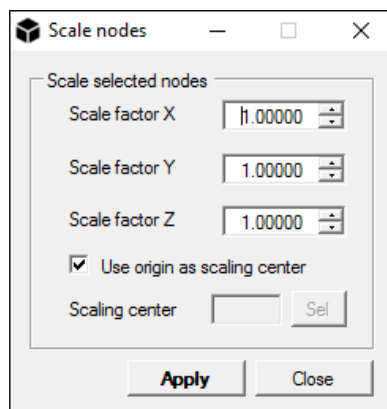 Scale nodes
Scale selected nodes
Scale factor X 1.00000
Scale factor Y 1.00000
Scale factor Z 1.00000
Use origin as scaling center
Scaling center Sel
Apply Close